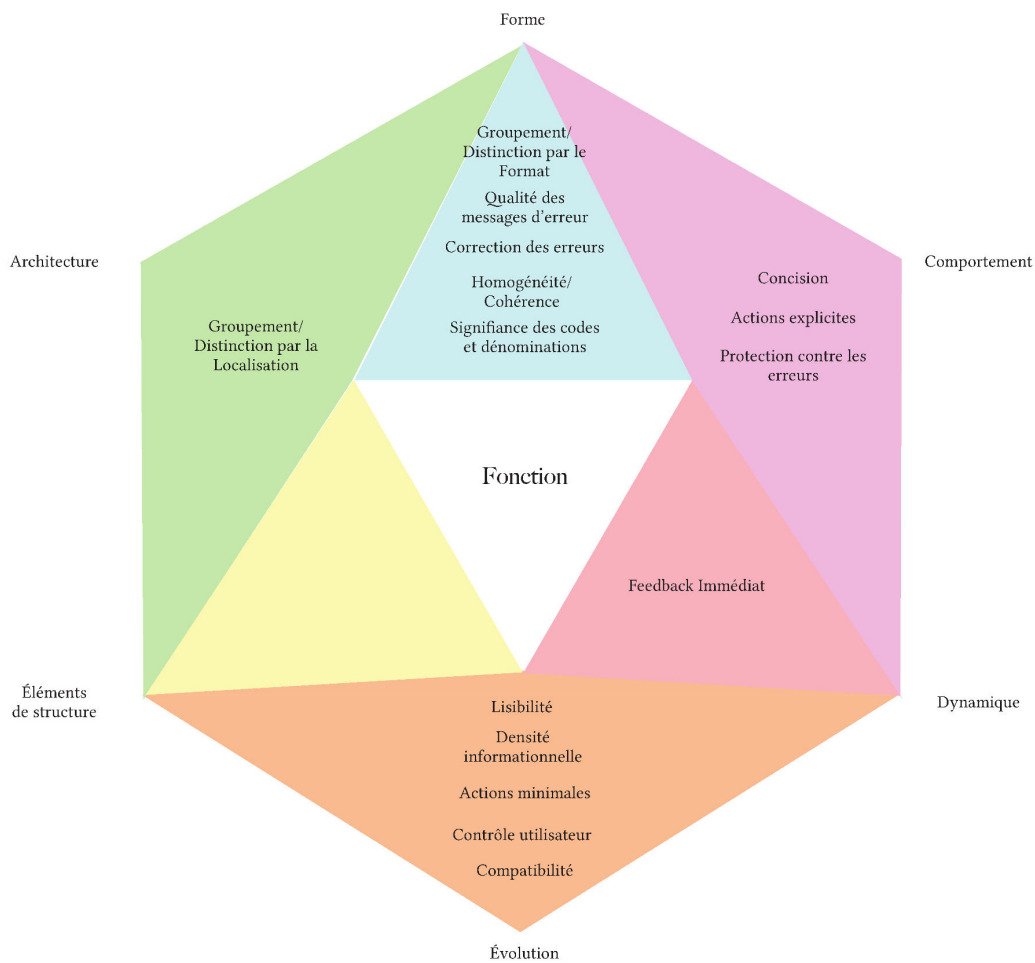 Forme
Groupement/
Distinction par le
Format
Qualité des
messages d'erreur
Correction des erreurs
Homogénéité/
Cohérence
Signifiance des codes
et dénominations
Architecture
Groupement/
Distinction par la
Localisation
Comportement
Concision
Actions explicites
Protection contre les
erreurs
Fonction
Feedback Immédiat
Éléments
de structure
Dynamique
Lisibilité
Densité
informationnelle
Actions minimales
Contrôle utilisateur
Compatibilité
Évolution